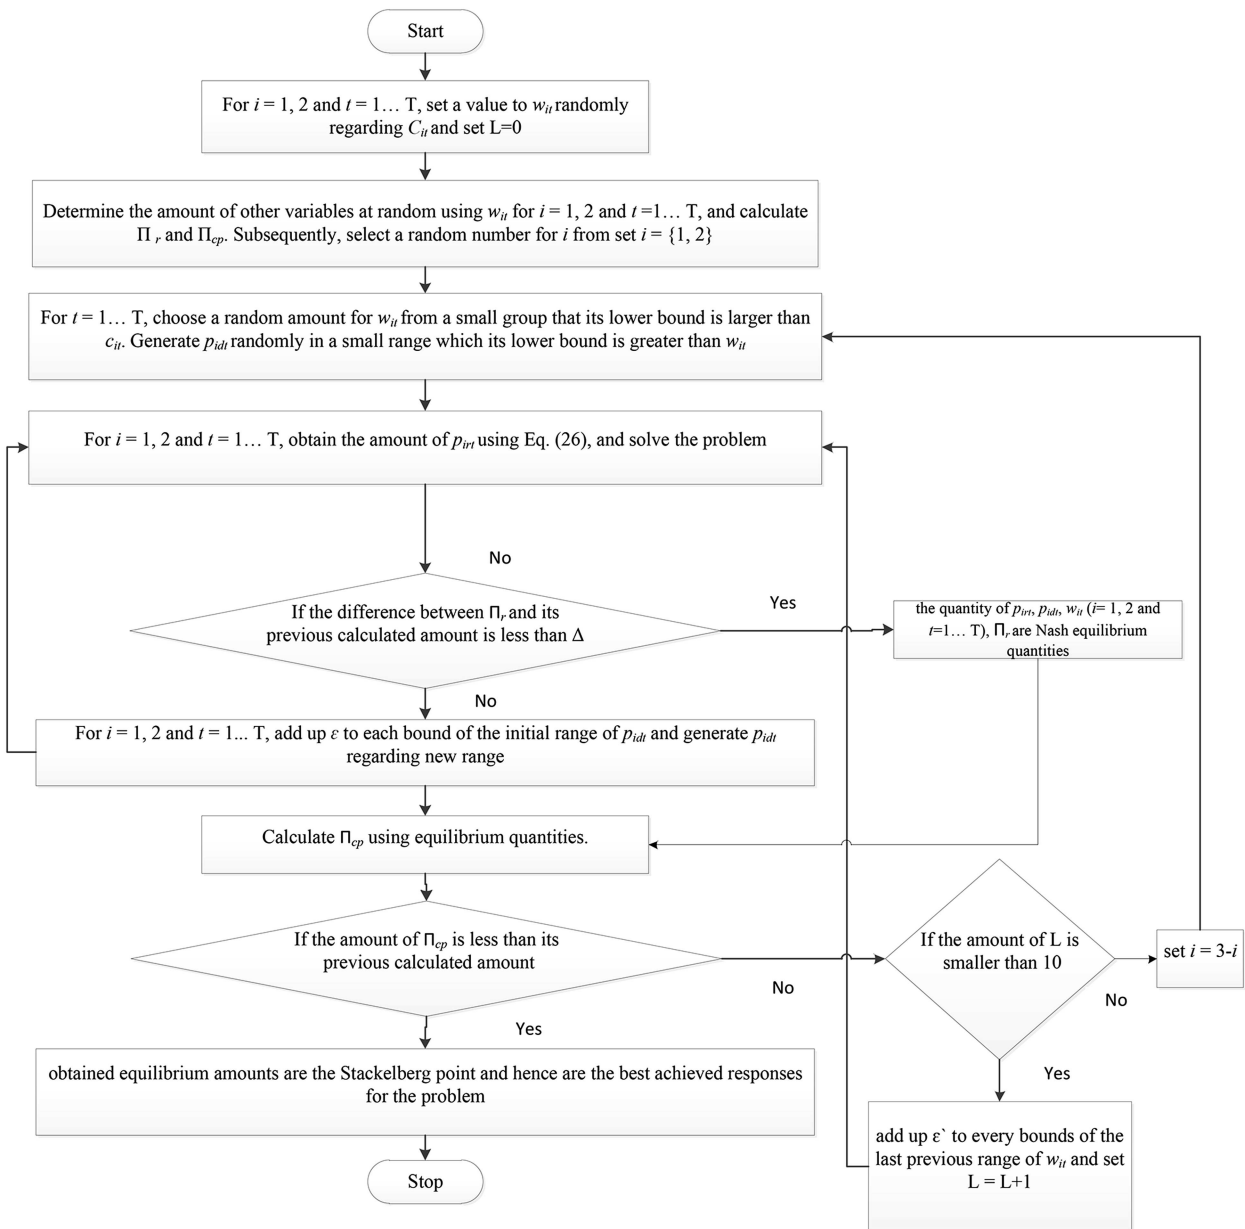 Start
For i = 1, 2 and t = 1… T, set a value to wit randomly
regarding Cit and set L=0
Determine the amount of other variables at random using wit for i = 1, 2 and t =1… T, and calculate
Π r and Πcp. Subsequently, select a random number for i from set i = {1, 2}
For t = 1… T, choose a random amount for wit from a small group that its lower bound is larger than
cit. Generate pidt randomly in a small range which its lower bound is greater than wit
For i = 1, 2 and t = 1… T, obtain the amount of pirt using Eq. (26), and solve the problem
No
If the difference between Πr and its
previous calculated amount is less than Δ
Yes
the quantity of pirt, pidt, wit (i= 1, 2 and
t=1… T), Πr are Nash equilibrium
quantities
No
For i = 1, 2 and t = 1... T, add up ε to each bound of the initial range of pidt and generate pidt
regarding new range
Calculate Πcp using equilibrium quantities.
If the amount of Πcp is less than its
previous calculated amount
No
If the amount of L is
smaller than 10
No
set i = 3-i
Yes
Yes
obtained equilibrium amounts are the Stackelberg point and hence are the best achieved responses
for the problem
add up ε` to every bounds of the
last previous range of wit and set
L = L+1
Stop